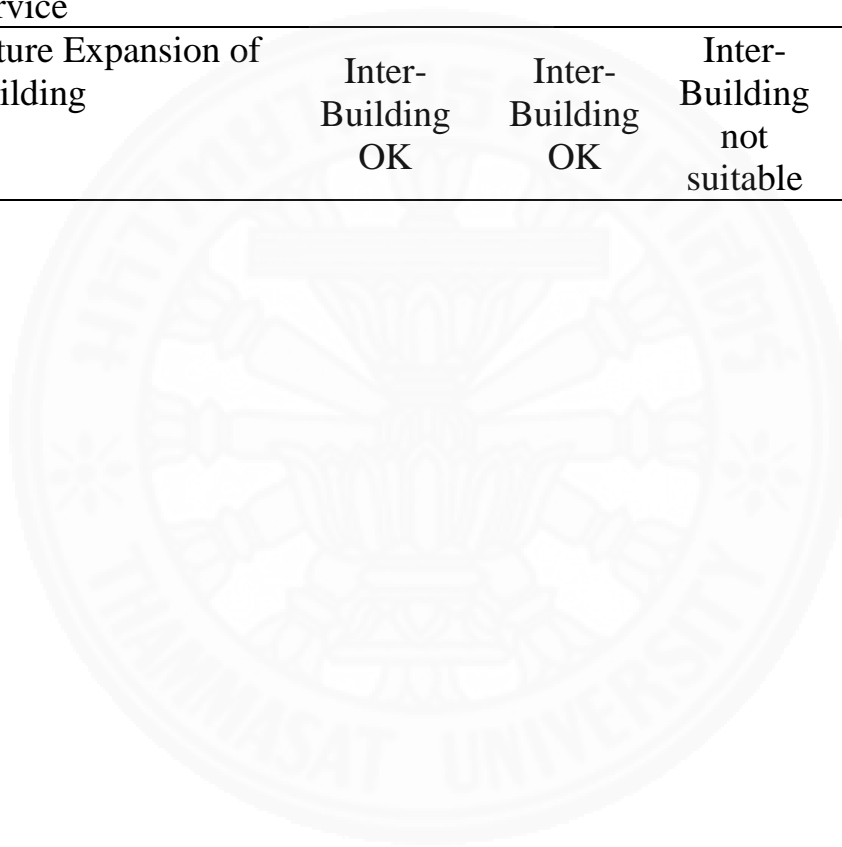 rvice
ture Expansion of
ilding
Inter-
Building
OK
Inter-
Building
OK
Inter-
Building
not
suitable
THAMMASAT UNIVERSITY